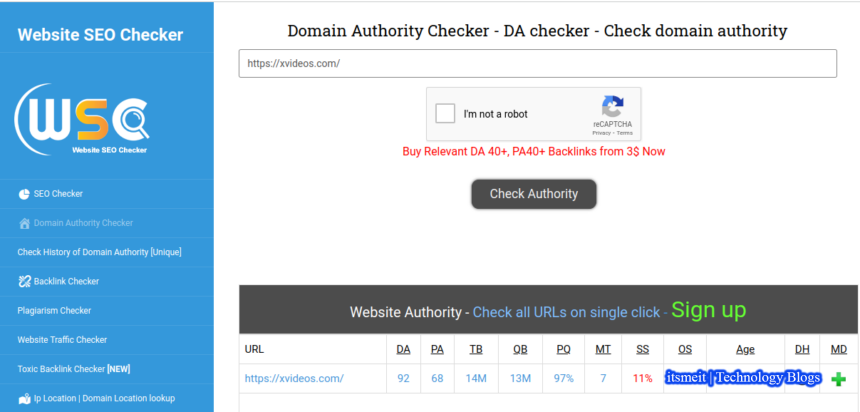 Website SEO Checker
WSC
Website SEO Checker
SEO Checker
Domain Authority Checker
Check History of Domain Authority [Unique]
Backlink Checker
Plagiarism Checker
Website Traffic Checker
Toxic Backlink Checker [NEW]
Ip Location | Domain Location lookup
Domain Authority Checker - DA checker - Check domain authority
https://xvideos.com/
I'm not a robot
reCAPTCHA
Privacy - Terms
Buy Relevant DA 40+, PA40+ Backlinks from 3$ Now
Check Authority
Website Authority - Check all URLs on single click - Sign up
URL DA PA TB QB PQ MT SS OS Age DH MD
https://xvideos.com/ 92 68 14M 13M 97% 7 11% itsmeit | Technology Blogs